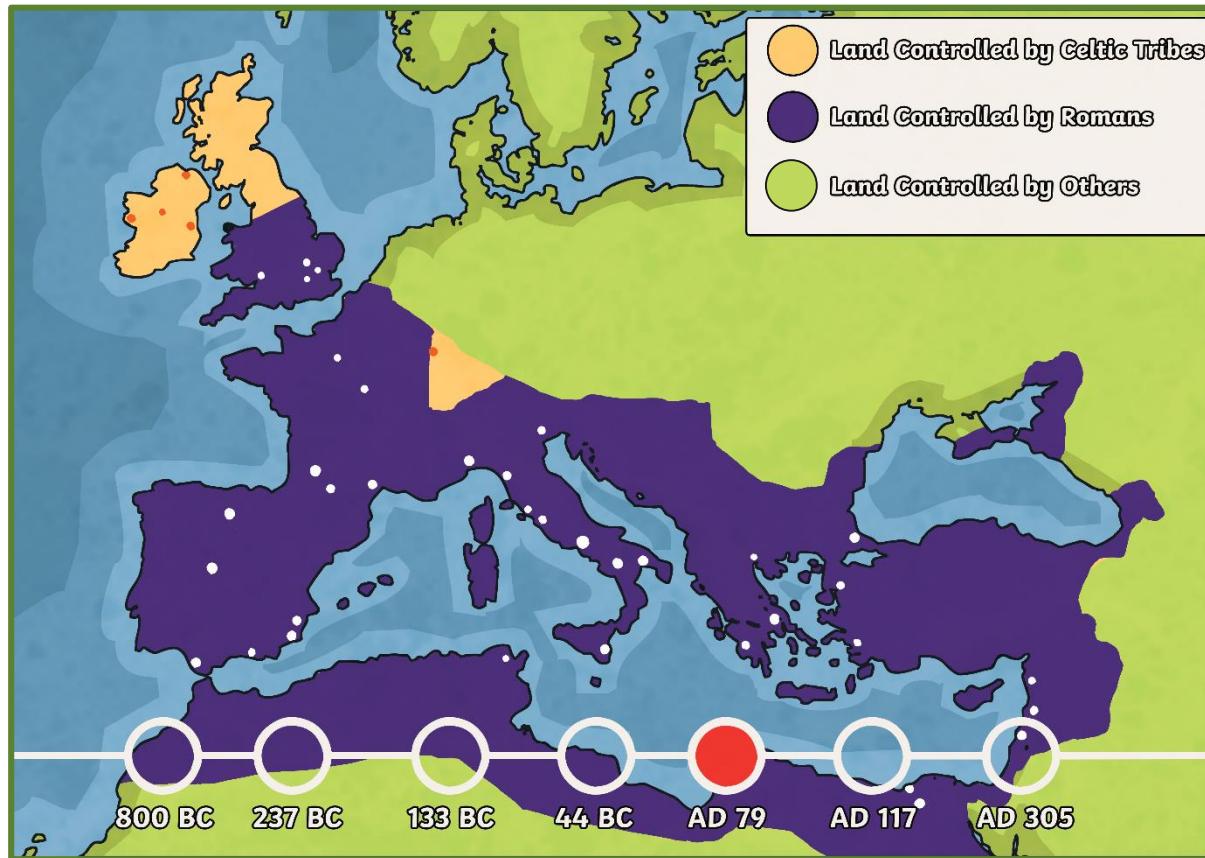 Land Controlled by Celtic Tribes
Land Controlled by Romans
Land Controlled by Others
800 BC 237 BC 133 BC 44 BC AD 79 AD 117 AD 305